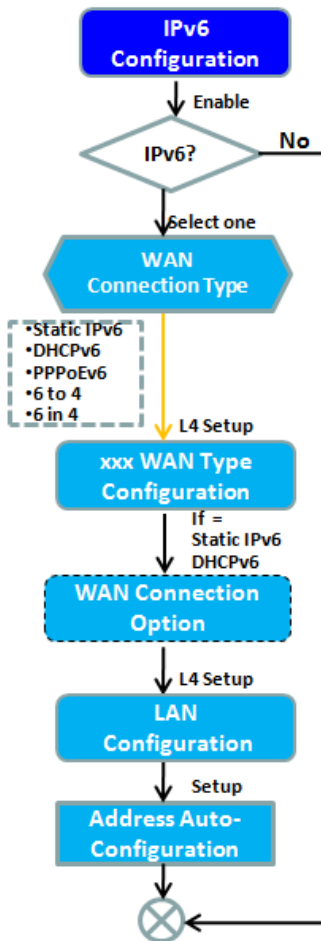 IPv6
Configuration
Enable
IPv6?
No
Select one
WAN
Connection Type
•Static IPv6
•DHCPv6
•PPPoEv6
•6 to 4
•6 in 4
L4 Setup
xxx WAN Type
Configuration
If =
Static IPv6
DHCPv6
WAN Connection
Option
L4 Setup
LAN
Configuration
Setup
Address Auto-
Configuration